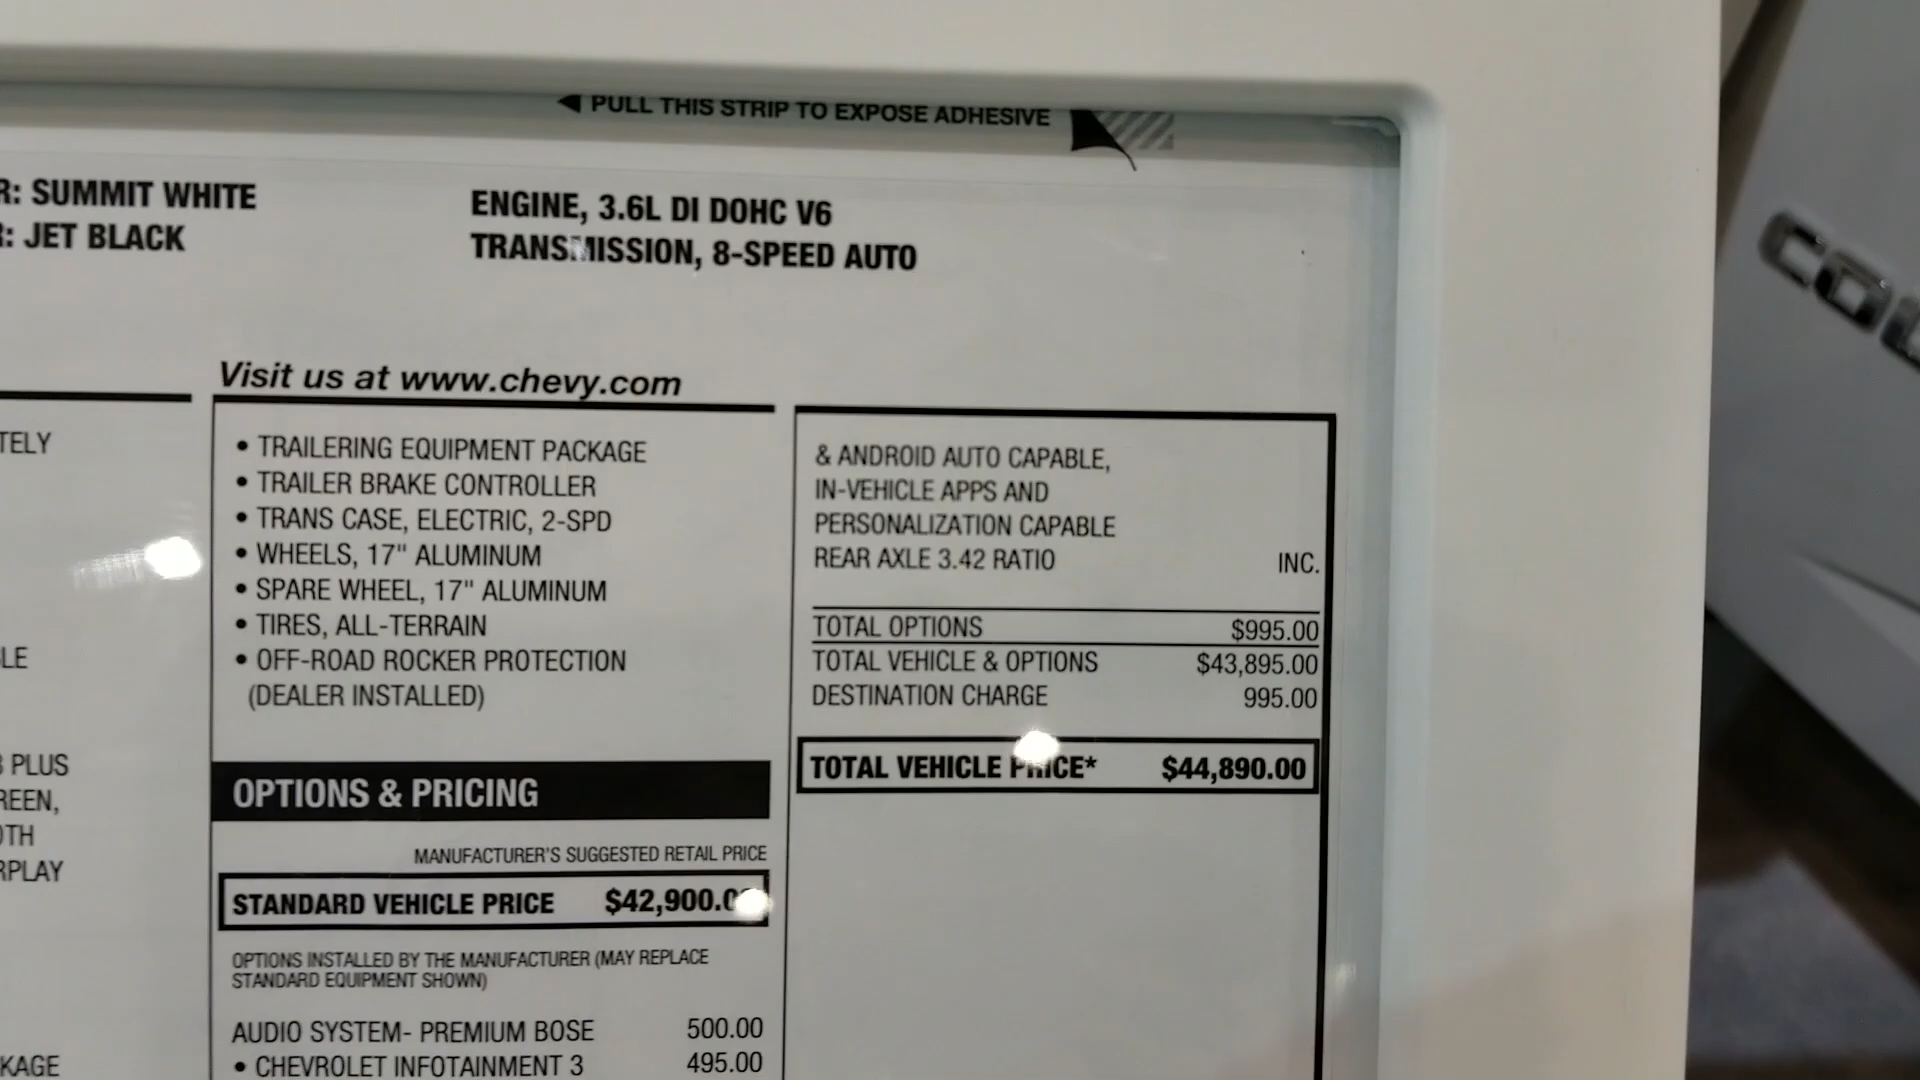 PULL THIS STRIP TO EXPOSE ADHESIVE
R: SUMMIT WHITE
R: JET BLACK
ENGINE, 3.6L DI DOHC V6
TRANSMISSION, 8-SPEED AUTO
Visit us at www.chevy.com
TELY
LE
PLUS
REEN,
OTH
RPLAY
KAGE
• TRAILERING EQUIPMENT PACKAGE
• TRAILER BRAKE CONTROLLER
• TRANS CASE, ELECTRIC, 2-SPD
• WHEELS, 17" ALUMINUM
• SPARE WHEEL, 17" ALUMINUM
• TIRES, ALL-TERRAIN
• OFF-ROAD ROCKER PROTECTION
(DEALER INSTALLED)
OPTIONS & PRICING
MANUFACTURER'S SUGGESTED RETAIL PRICE
STANDARD VEHICLE PRICE $42,900.0
OPTIONS INSTALLED BY THE MANUFACTURER (MAY REPLACE
STANDARD EQUIPMENT SHOWN)
AUDIO SYSTEM- PREMIUM BOSE 500.00
• CHEVROLET INFOTAINMENT 3 495.00
& ANDROID AUTO CAPABLE,
IN-VEHICLE APPS AND
PERSONALIZATION CAPABLE
REAR AXLE 3.42 RATIO INC.
TOTAL OPTIONS $995.00
TOTAL VEHICLE & OPTIONS $43,895.00
DESTINATION CHARGE 995.00
TOTAL VEHICLE PRICE* $44,890.00
COL